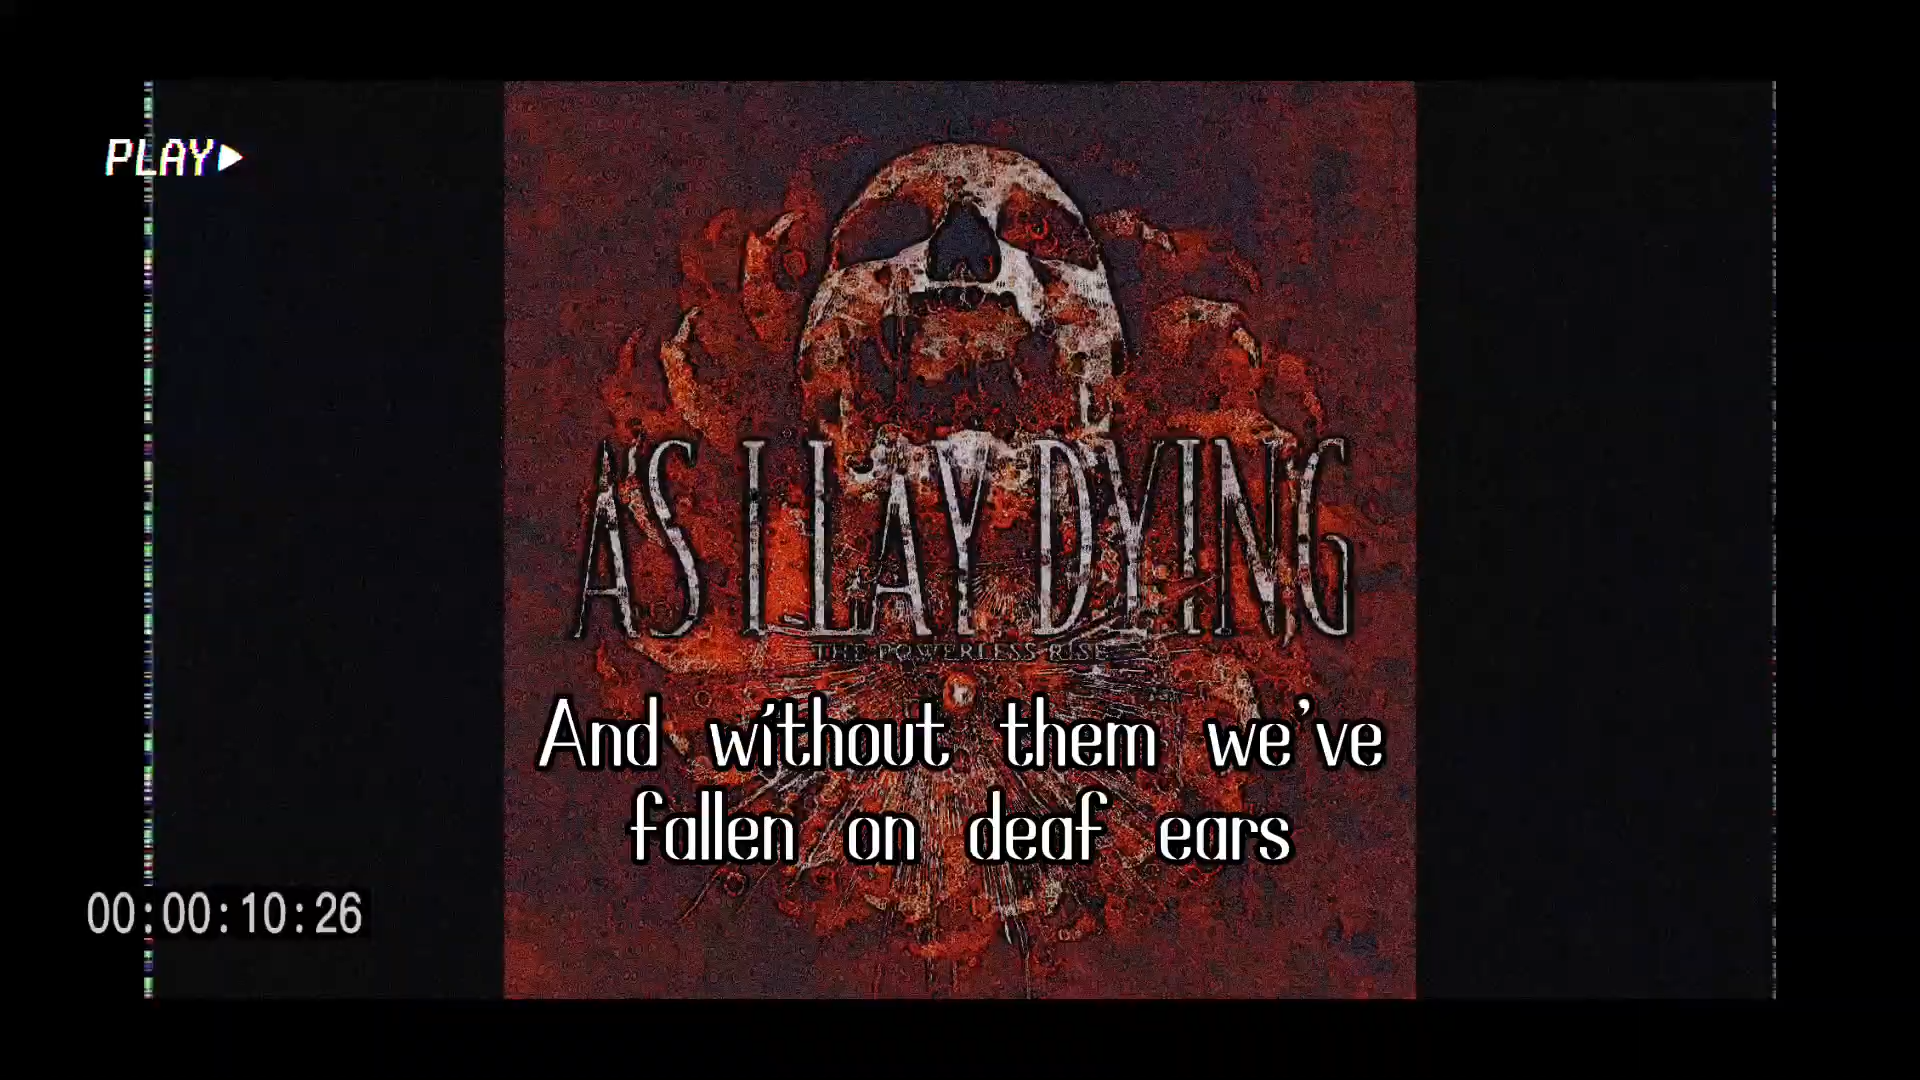 PLAY
AS I LAY DYING
THE POWERLESS RISE
And without them we've
fallen on deaf ears
00:00:10:26